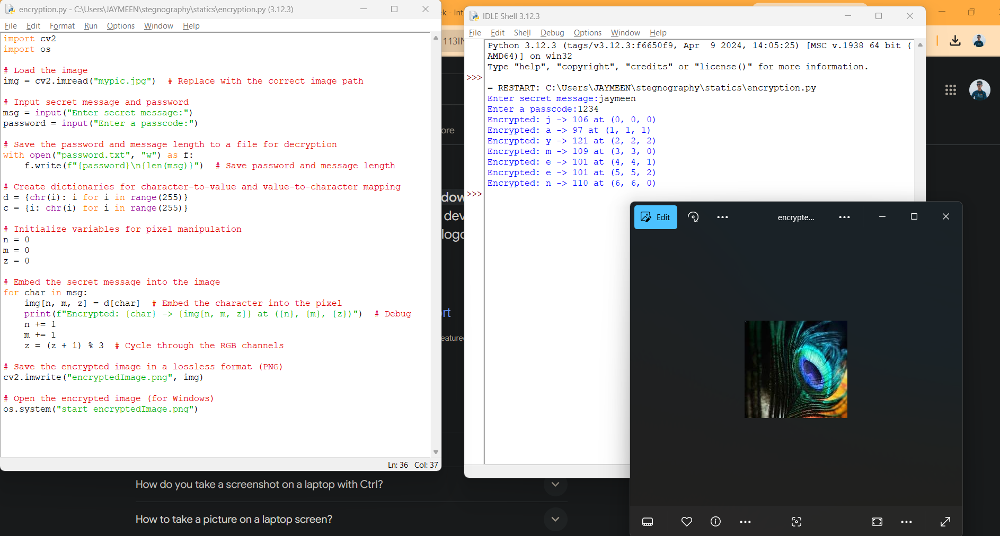 encryption.py - C:\Users\JAYMEEN\stegnography\statics\encryption.py (3.12.3)
File Edit Format Run Options Window Help
import cv2
import os
# Load the image
img = cv2.imread("mypic.jpg")  # Replace with the correct image path
# Input secret message and password
msg = input("Enter secret message:")
password = input("Enter a passcode:")
# Save the password and message length to a file for decryption
with open("password.txt", "w") as f:
    f.write(f"{password}\n{len(msg)}")  # Save password and message length
# Create dictionaries for character-to-value and value-to-character mapping
d = {chr(i): i for i in range(255)}
c = {i: chr(i) for i in range(255)}
# Initialize variables for pixel manipulation
n = 0
m = 0
z = 0
# Embed the secret message into the image
for char in msg:
    img[n, m, z] = d[char]  # Embed the character into the pixel
    print(f"Encrypted: {char} -> {img[n, m, z]} at ({n}, {m}, {z})")  # Debug
    n += 1
    m += 1
    z = (z + 1) % 3  # Cycle through the RGB channels
# Save the encrypted image in a lossless format (PNG)
cv2.imwrite("encryptedImage.png", img)
# Open the encrypted image (for Windows)
os.system("start encryptedImage.png")
Ln: 36 Col: 37
ek - Int
113IN
ore
dow
dev
logo
rt
eature
IDLE Shell 3.12.3
File Edit Shell Debug Options Window Help
Python 3.12.3 (tags/v3.12.3:f6650f9, Apr  9 2024, 14:05:25) [MSC v.1938 64 bit (
AMD64)] on win32
Type "help", "copyright", "credits" or "license()" for more information.
>>>
= RESTART: C:\Users\JAYMEEN\stegnography\statics\encryption.py
Enter secret message:jaymeen
Enter a passcode:1234
Encrypted: j -> 106 at (0, 0, 0)
Encrypted: a -> 97 at (1, 1, 1)
Encrypted: y -> 121 at (2, 2, 2)
Encrypted: m -> 109 at (3, 3, 0)
Encrypted: e -> 101 at (4, 4, 1)
Encrypted: e -> 101 at (5, 5, 2)
Encrypted: n -> 110 at (6, 6, 0)
>>>
Edit
encrypte...
How do you take a screenshot on a laptop with Ctrl?
How to take a picture on a laptop screen?